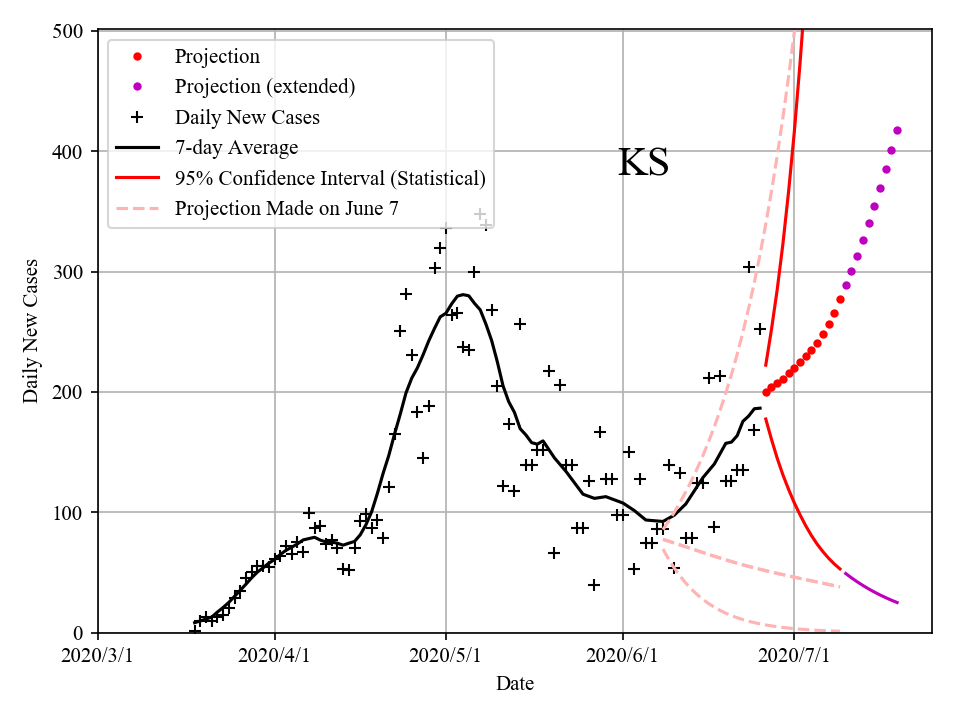 500
400
300
200
100
0
Daily New Cases
Projection
Projection (extended)
Daily New Cases
7-day Average
95% Confidence Interval (Statistical)
Projection Made on June 7
KS
2020/3/1
2020/4/1
2020/5/1
2020/6/1
2020/7/1
Date